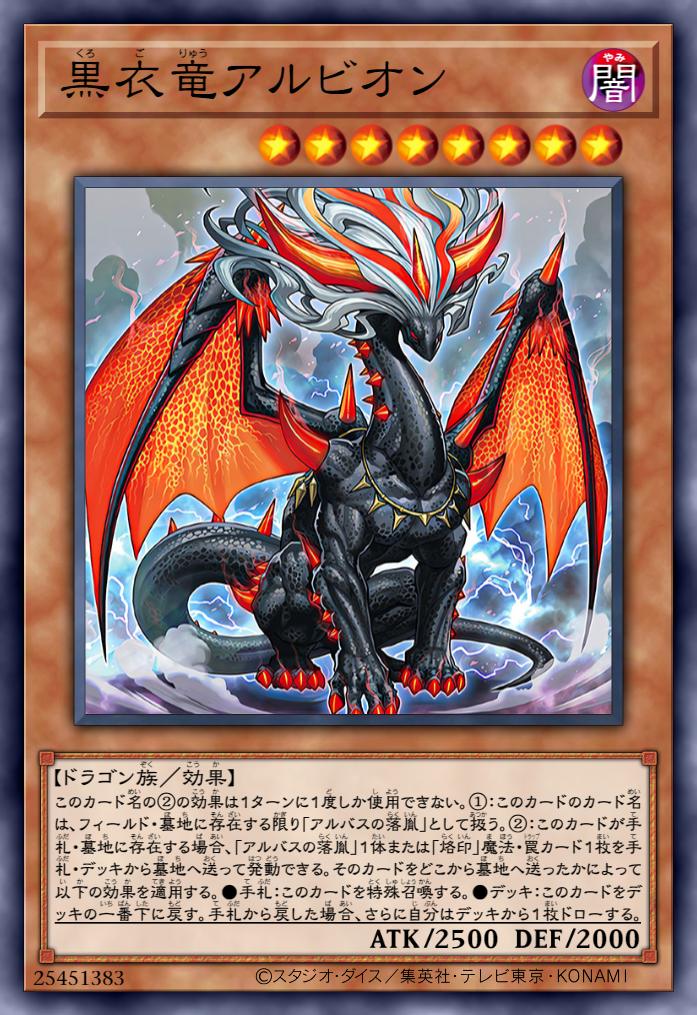 黒衣竜アルビオン
闇
【ドラゴン族／効果】
このカード名の②の効果は1ターンに1度しか使用できない。①:このカードのカード名
は、フィールド・墓地に存在する限り「アルバスの落胤」として扱う。②:このカードが手
札・墓地に存在する場合、「アルバスの落胤」1体または「烙印」魔法・罠カード1枚を手
札・デッキから墓地へ送って発動できる。そのカードをどこから墓地へ送ったかによって
以下の効果を適用する。●手札:このカードを特殊召喚する。●デッキ:このカードをデ
ッキの一番下に戻す。手札から戻した場合、さらに自分はデッキから1枚ドローする。
ATK/2500 DEF/2000
25451383 ©スタジオ・ダイス／集英社・テレビ東京・KONAMI